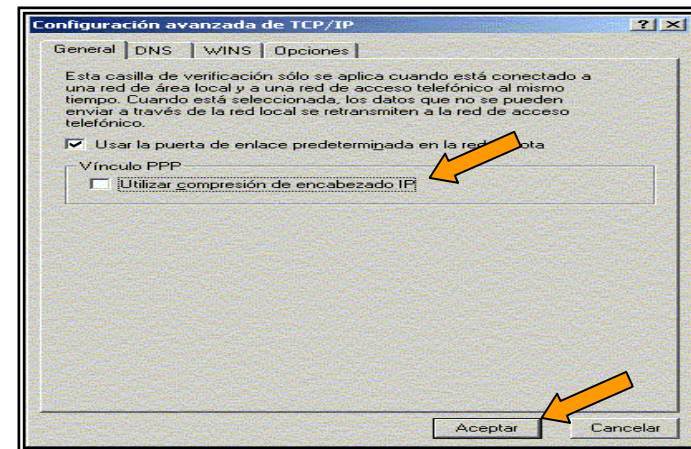 Configuración avanzada de TCP/IP
General DNS WINS Opciones
Esta casilla de verificación sólo se aplica cuando está conectado a
una red de área local y a una red de acceso telefónico al mismo
tiempo. Cuando está seleccionada, los datos que no se pueden
enviar a través de la red local se retransmiten a la red de acceso
telefónico.
Usar la puerta de enlace predeterminada en la red
Vínculo PPP
Utilizar compresión de encabezado IP
Aceptar Cancelar